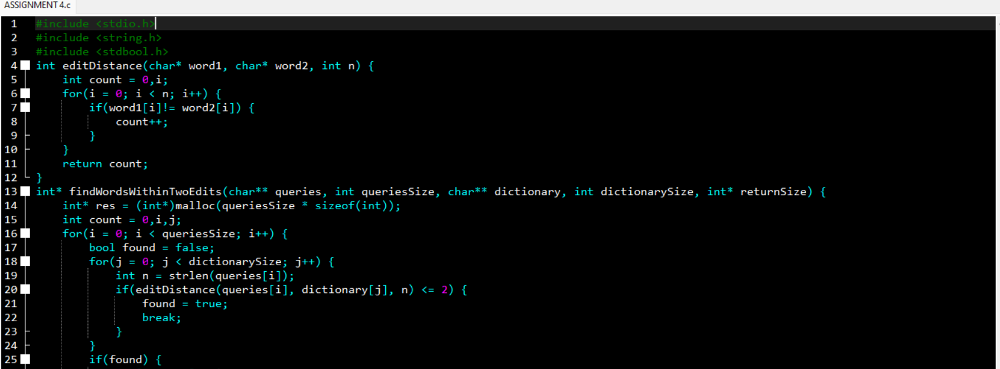 ASSIGNMENT 4.c
1 #include <stdio.h>
2 #include <string.h>
3 #include <stdbool.h>
4 int editDistance(char* word1, char* word2, int n) {
5     int count = 0,i;
6     for(i = 0; i < n; i++) {
7         if(word1[i]!= word2[i]) {
8             count++;
9         }
10     }
11     return count;
12 }
13 int* findWordsWithinTwoEdits(char** queries, int queriesSize, char** dictionary, int dictionarySize, int* returnSize) {
14     int* res = (int*)malloc(queriesSize * sizeof(int));
15     int count = 0,i,j;
16     for(i = 0; i < queriesSize; i++) {
17         bool found = false;
18         for(j = 0; j < dictionarySize; j++) {
19             int n = strlen(queries[i]);
20             if(editDistance(queries[i], dictionary[j], n) <= 2) {
21                 found = true;
22                 break;
23             }
24         }
25         if(found) {